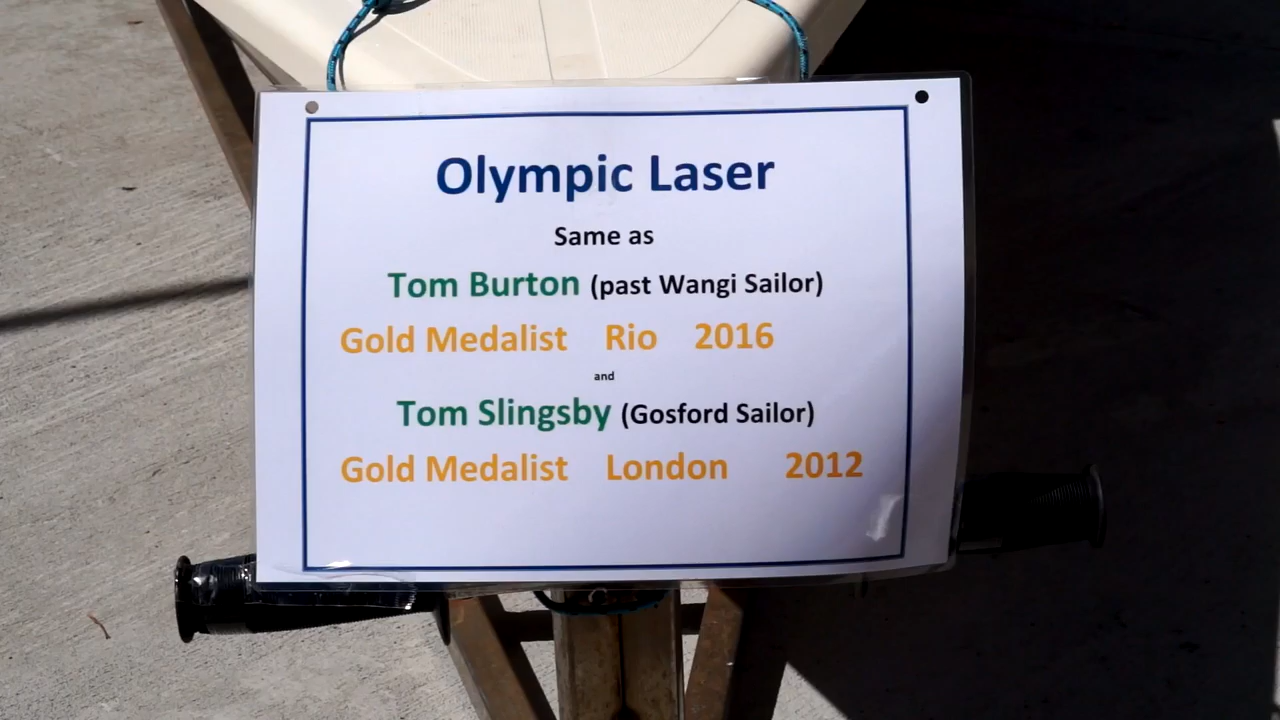 Olympic Laser
Same as
Tom Burton (past Wangi Sailor)
Gold Medalist Rio 2016
and
Tom Slingsby (Gosford Sailor)
Gold Medalist London 2012